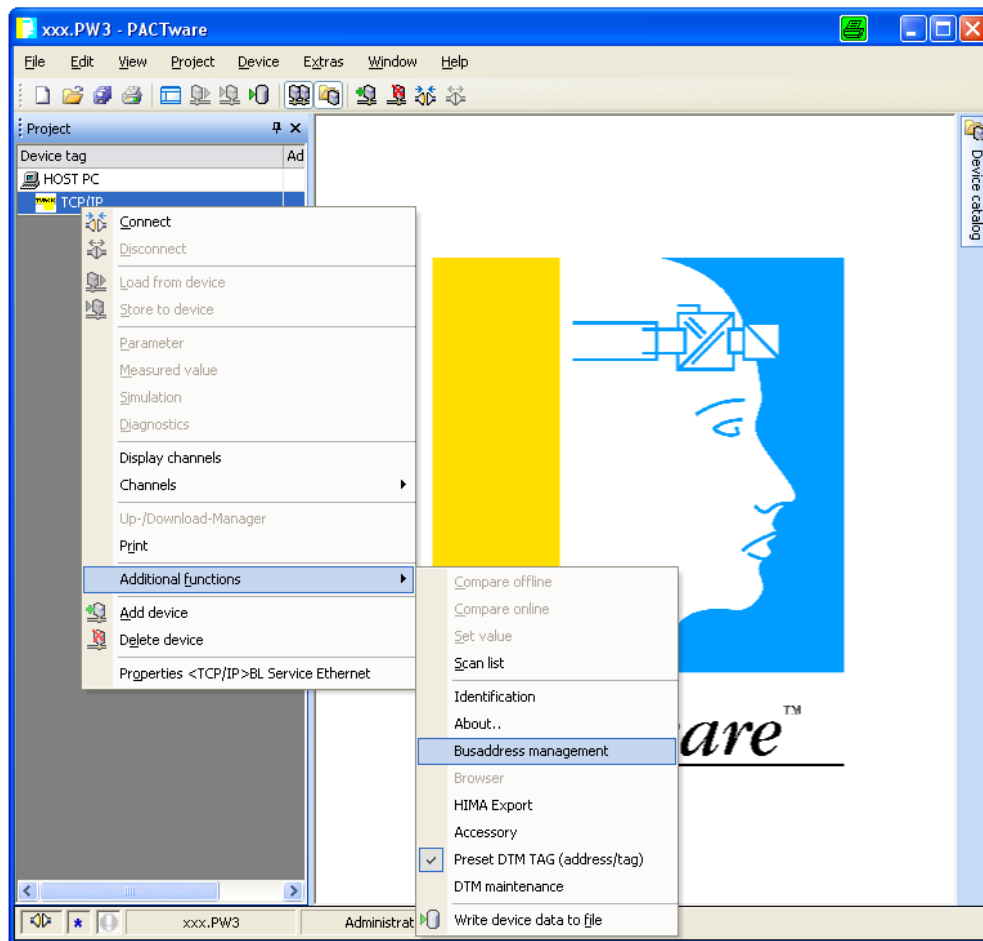 xxx.PW3 - PACTware
File Edit View Project Device Extras Window Help
Project
Device tag Ad
HOST PC
TCP/IP
Connect
Disconnect
Load from device
Store to device
Parameter
Measured value
Simulation
Diagnostics
Display channels
Channels
Up-/Download-Manager
Print
Additional functions
Add device
Delete device
Properties <TCP/IP>BL Service Ethernet
Compare offline
Compare online
Set value
Scan list
Identification
About..
Busaddress management
Browser
HIMA Export
Accessory
Preset DTM TAG (address/tag)
DTM maintenance
Write device data to file
Device catalog
are™
xxx.PW3 Administrat